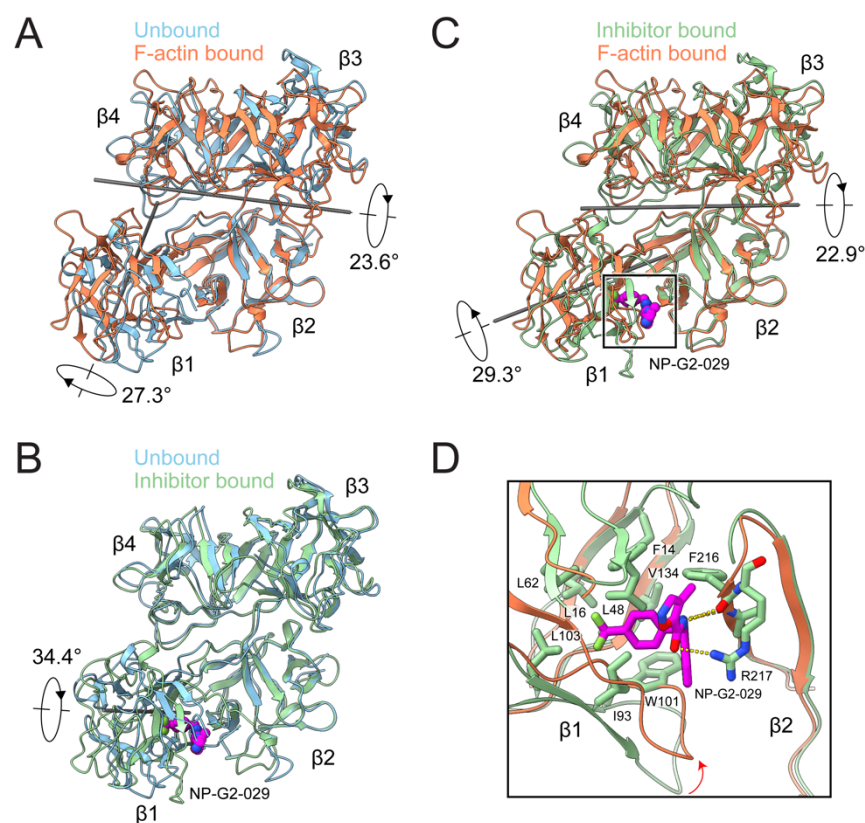 A
Unbound
F-actin bound
β3
β4
23.6°
β2
β1
27.3°
C
Inhibitor bound
F-actin bound
β3
β4
22.9°
β2
β1
NP-G2-029
29.3°
B
Unbound
Inhibitor bound
β3
β4
34.4°
β2
NP-G2-029
β1
D
F14
F216
V134
L62
L16
L48
L103
R217
W101
NP-G2-029
I93
β1
β2